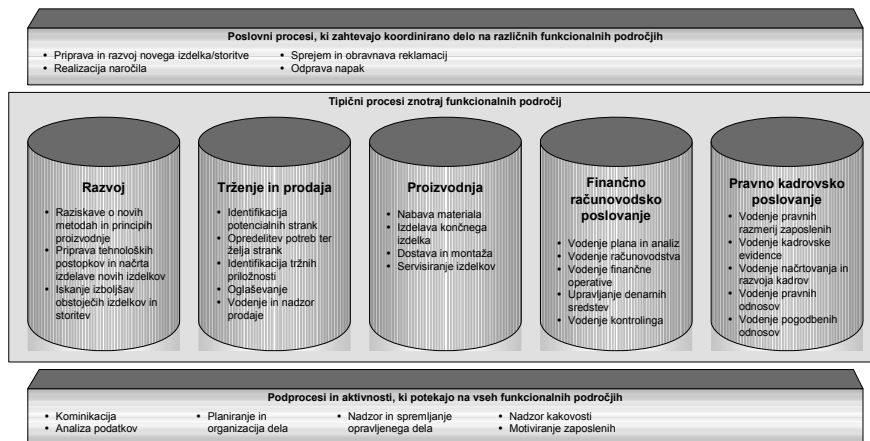 Poslovni procesi, ki zahtevajo koordinirano delo na različnih funkcionalnih področjih
• Priprava in razvoj novega izdelka/storitve
• Realizacija naročila
• Sprejem in obravnava reklamacij
• Odprava napak
Tipični procesi znotraj funkcionalnih področij
Razvoj
• Raziskave o novih
metodah in principih
proizvodnje
• Priprava tehnoloških
postopkov in načrta
izdelave novih izdelkov
• Iskanje izboljšav
obstoječih izdelkov in
storitev
Trženje in prodaja
• Identifikacija
potencialnih strank
• Opredelitev potreb ter
želja strank
• Identifikacija tržnih
priložnosti
• Oglaševanje
• Vodenje in nadzor
prodaje
Proizvodnja
• Nabava materiala
• Izdelava končnega
izdelka
• Dostava in montaža
• Servisiranje izdelkov
Finančno
računovodsko
poslovanje
• Vodenje plana in analiz
• Vodenje računovodstva
• Vodenje finančne
operative
• Upravljanje denarnih
sredstev
• Vodenje kontrolinga
Pravno kadrovsko
poslovanje
• Vodenje pravnih
razmerij zaposlenih
• Vodenje kadrovske
evidence
• Vodenje načrtovanja in
razvoja kadrov
• Vodenje pravnih
odnosov
• Vodenje pogodbenih
odnosov
Podprocesi in aktivnosti, ki potekajo na vseh funkcionalnih področjih
• Kominikacija
• Analiza podatkov
• Planiranje in
organizacija dela
• Nadzor in spremljanje
opravljenega dela
• Nadzor kakovosti
• Motiviranje zaposlenih